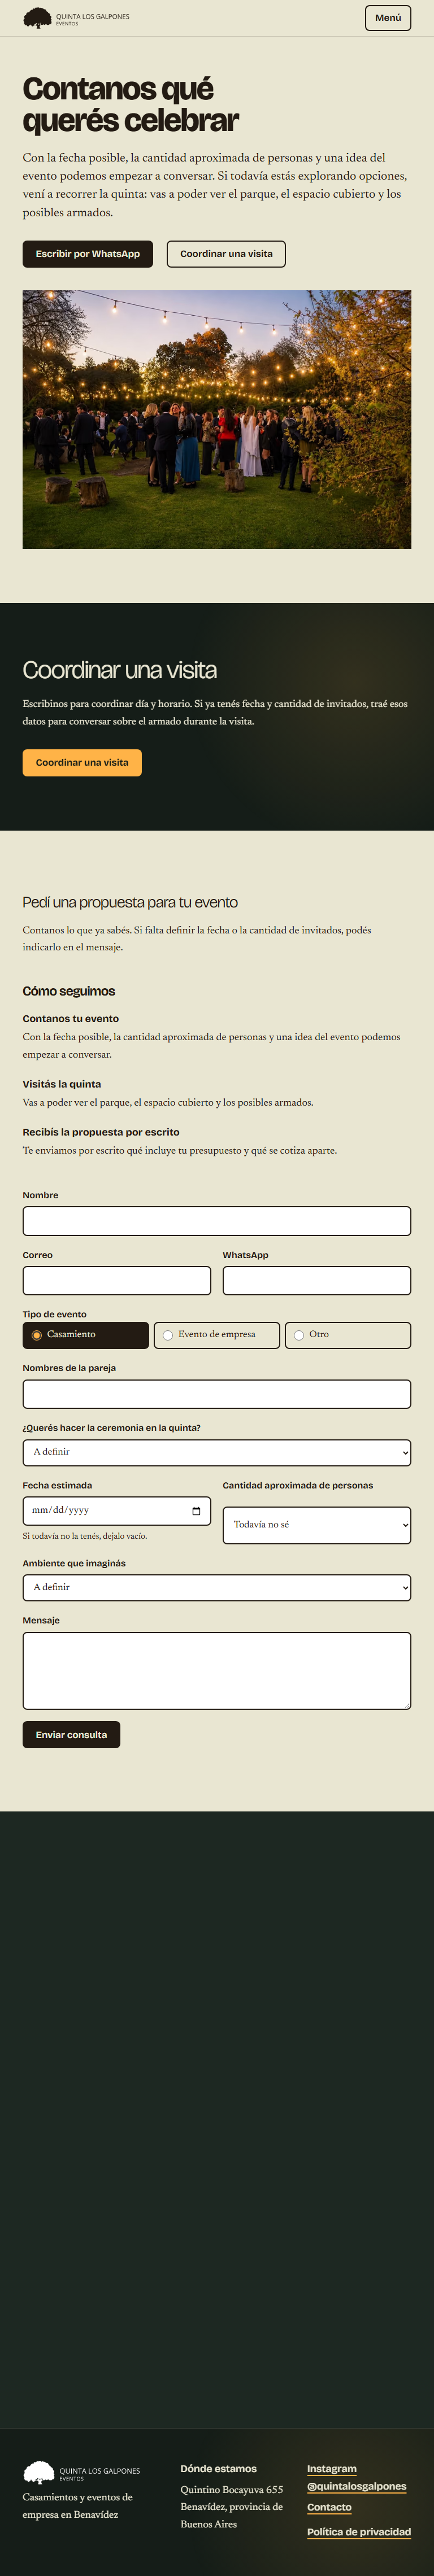 QUINTA LOS GALPONES
EVENTOS
Menú
Contanos qué
querés celebrar
Con la fecha posible, la cantidad aproximada de personas y una idea del
evento podemos empezar a conversar. Si todavía estás explorando opciones,
vení a recorrer la quinta: vas a poder ver el parque, el espacio cubierto y los
posibles armados.
Escribir por WhatsApp
Coordinar una visita
Coordinar una visita
Escribinos para coordinar día y horario. Si ya tenés fecha y cantidad de invitados, traé esos
datos para conversar sobre el armado durante la visita.
Coordinar una visita
Pedí una propuesta para tu evento
Contanos lo que ya sabés. Si falta definir la fecha o la cantidad de invitados, podés
indicarlo en el mensaje.
Cómo seguimos
Contanos tu evento
Con la fecha posible, la cantidad aproximada de personas y una idea del evento podemos
empezar a conversar.
Visitás la quinta
Vas a poder ver el parque, el espacio cubierto y los posibles armados.
Recibís la propuesta por escrito
Te enviamos por escrito qué incluye tu presupuesto y qué se cotiza aparte.
Nombre
Correo
WhatsApp
Tipo de evento
Casamiento
Evento de empresa
Otro
Nombres de la pareja
¿Querés hacer la ceremonia en la quinta?
A definir
Fecha estimada
Cantidad aproximada de personas
mm/dd/yyyy
Todavía no sé
Si todavía no la tenés, dejalo vacío.
Ambiente que imaginás
A definir
Mensaje
Enviar consulta
QUINTA LOS GALPONES
EVENTOS
Casamientos y eventos de
empresa en Benavídez
Dónde estamos
Quintino Bocayuva 655
Benavídez, provincia de
Buenos Aires
Instagram
@quintalosgalpones
Contacto
Política de privacidad